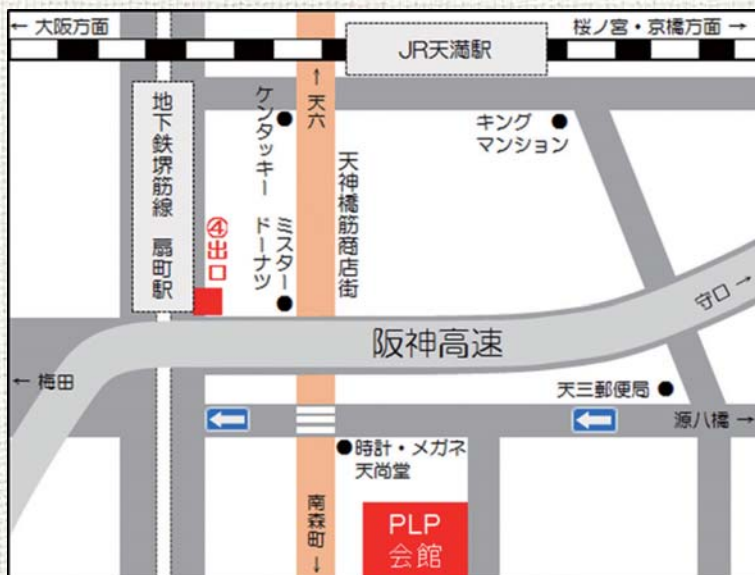 ← 大阪方面
桜ノ宮・京橋方面 →
JR天満駅
地下鉄堺筋線 扇町駅
④出口
ケンタッキー
ミスター
ドーナツ
↑天六
天神橋筋商店街
キング
マンション
阪神高速
守口 →
← 梅田
天三郵便局
源八橋 →
←
←
時計・メガネ
天尚堂
南森町↓
PLP
会館